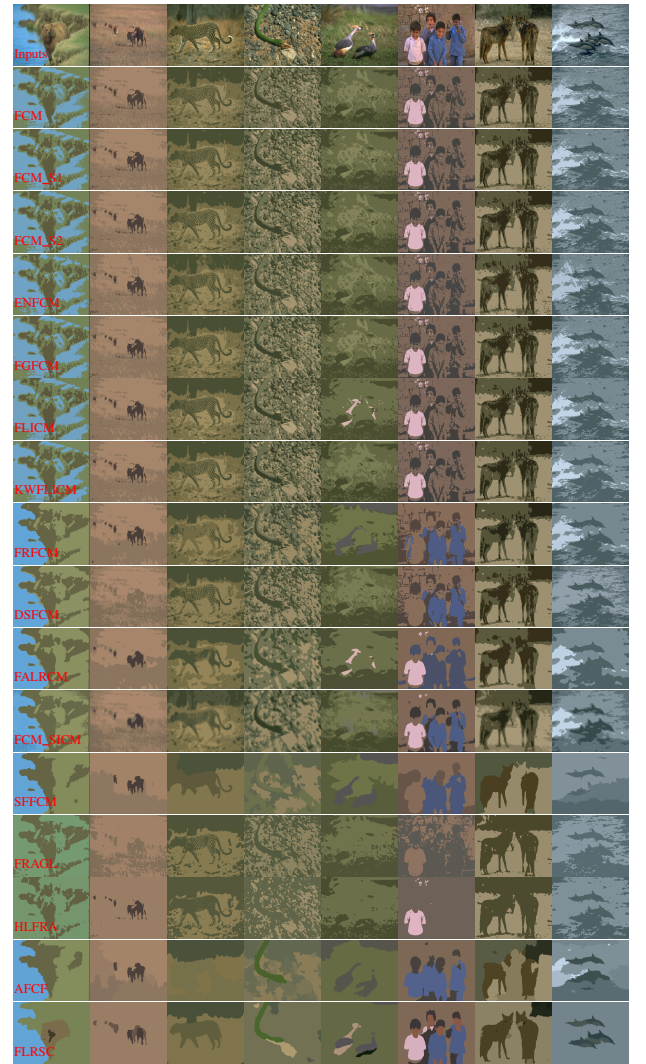 Inputs
FCM
FCM_S1
FCM_S2
ENFCM
FGFCM
FLICM
KWFLICM
FRFCM
DSFCM
FALRCM
FCM_SICM
SFFCM
FRAGL
HLFRA
AFCF
FLRSC